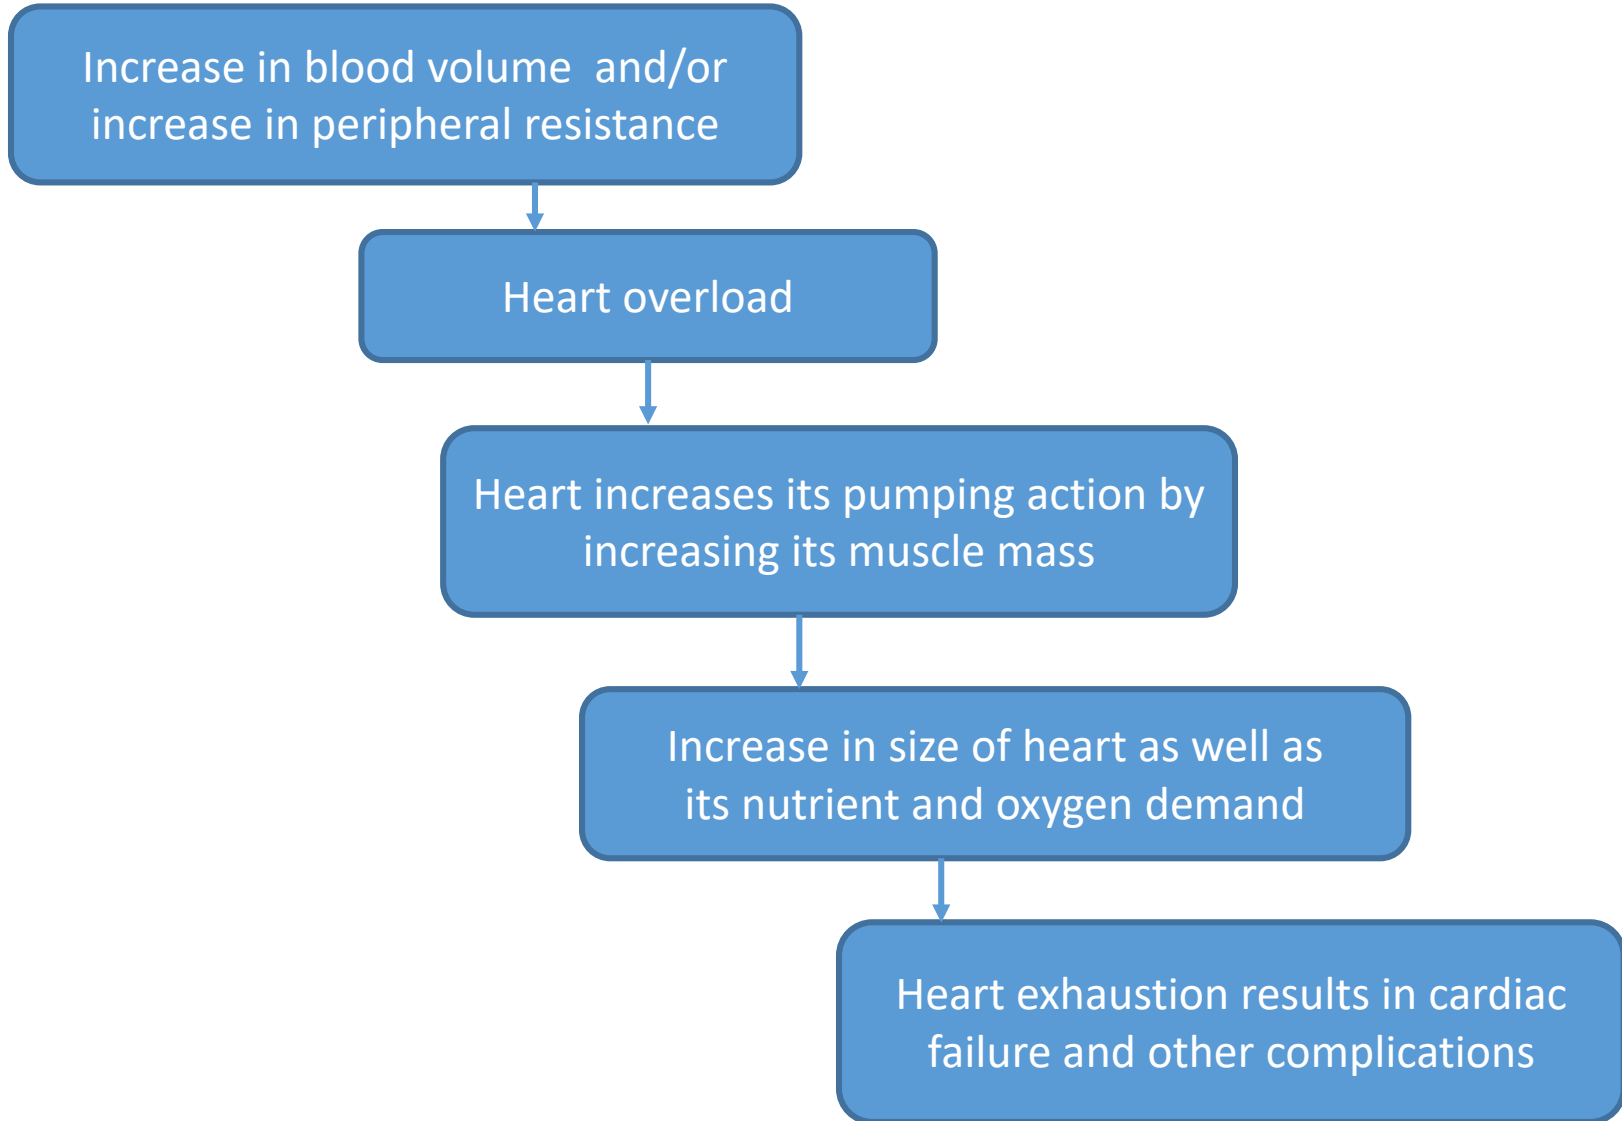 Increase in blood volume  and/or
increase in peripheral resistance
Heart overload
Heart increases its pumping action by
increasing its muscle mass
Increase in size of heart as well as
its nutrient and oxygen demand
Heart exhaustion results in cardiac
failure and other complications